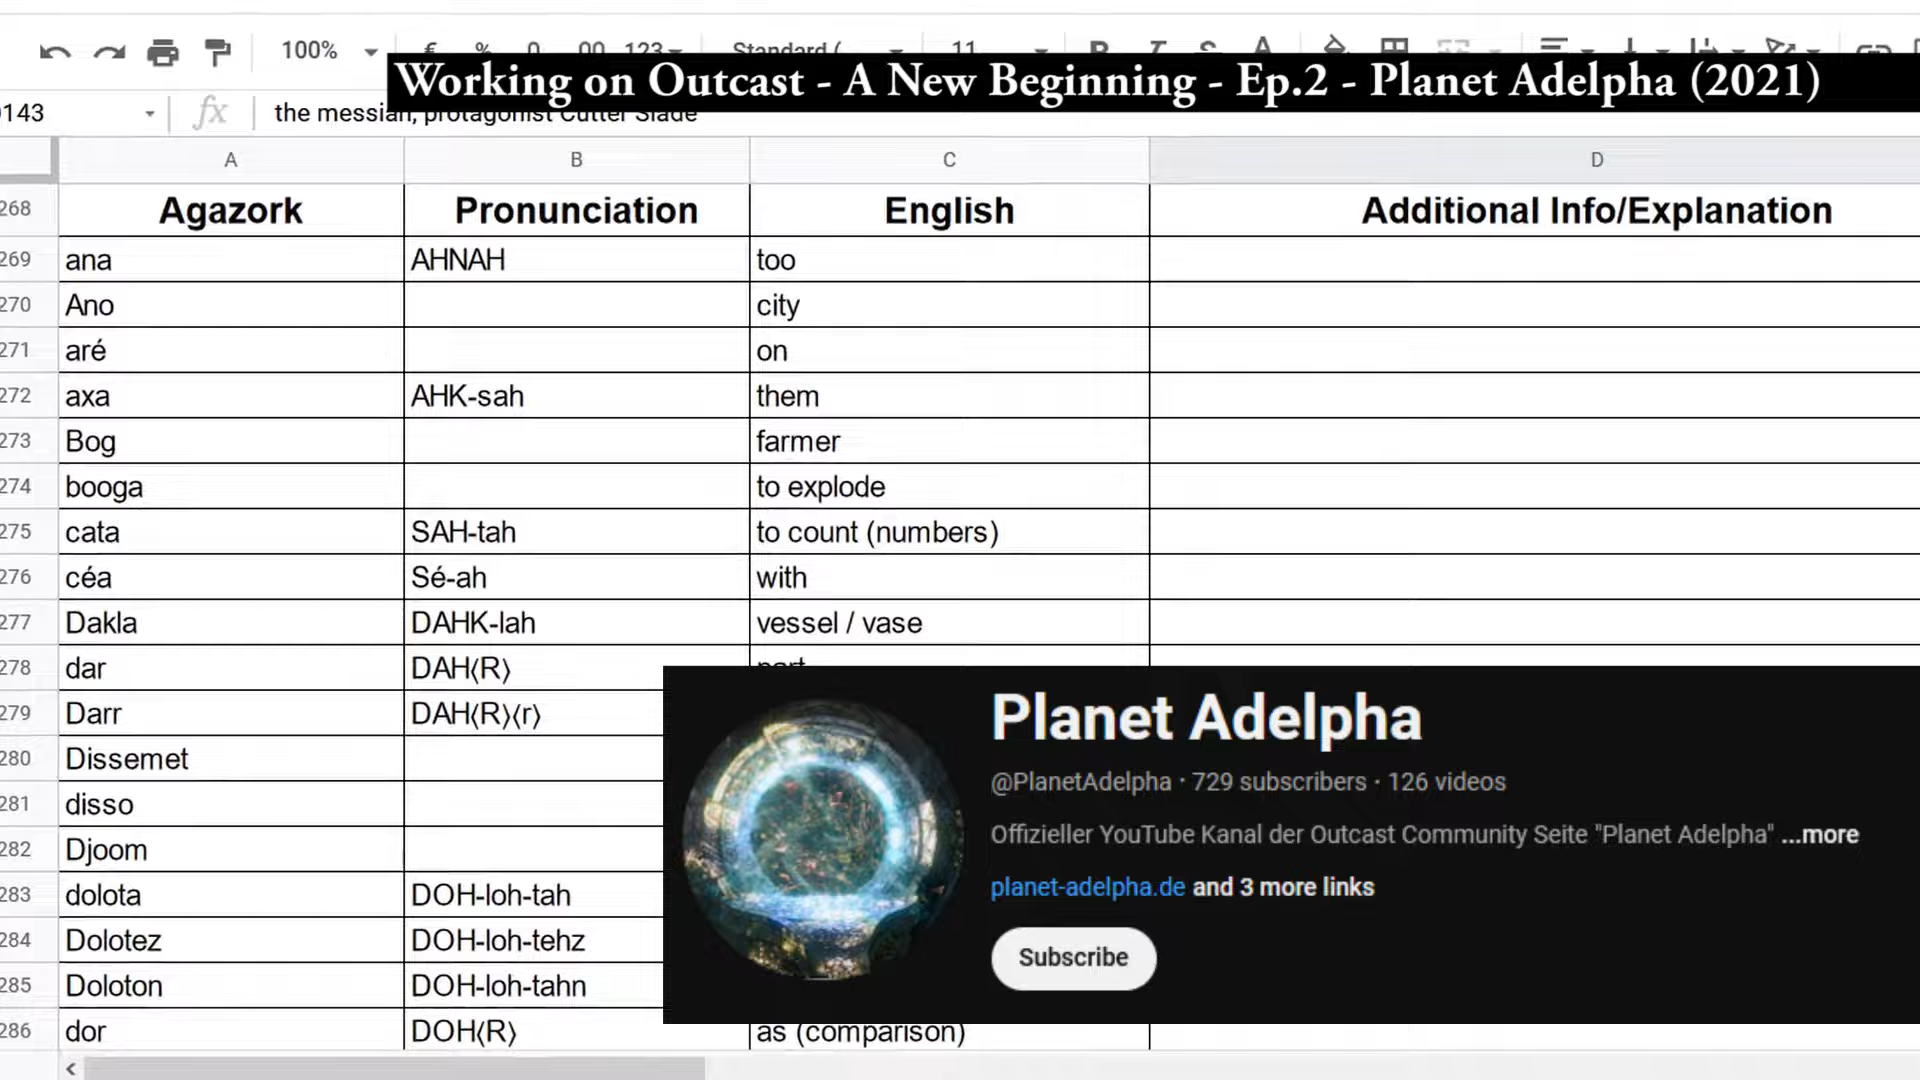 100%
123
Standard (
11
Working on Outcast - A New Beginning - Ep.2 - Planet Adelpha (2021)
143
fx
the messiah, protagonist Cutter Slade
A B C D
268 Agazork Pronunciation English Additional Info/Explanation
269 ana AHNAH too
270 Ano city
271 aré on
272 axa AHK-sah them
273 Bog farmer
274 booga to explode
275 cata SAH-tah to count (numbers)
276 céa Sé-ah with
277 Dakla DAHK-lah vessel / vase
278 dar DAH(R) part
279 Darr DAH(R)(r)
280 Dissemet
281 disso
282 Djoom
283 dolota DOH-loh-tah
284 Dolotez DOH-loh-tehz
285 Doloton DOH-loh-tahn
286 dor DOH(R) as (comparison)
Planet Adelpha
@PlanetAdelpha · 729 subscribers · 126 videos
Offizieller YouTube Kanal der Outcast Community Seite "Planet Adelpha" ...more
planet-adelpha.de and 3 more links
Subscribe